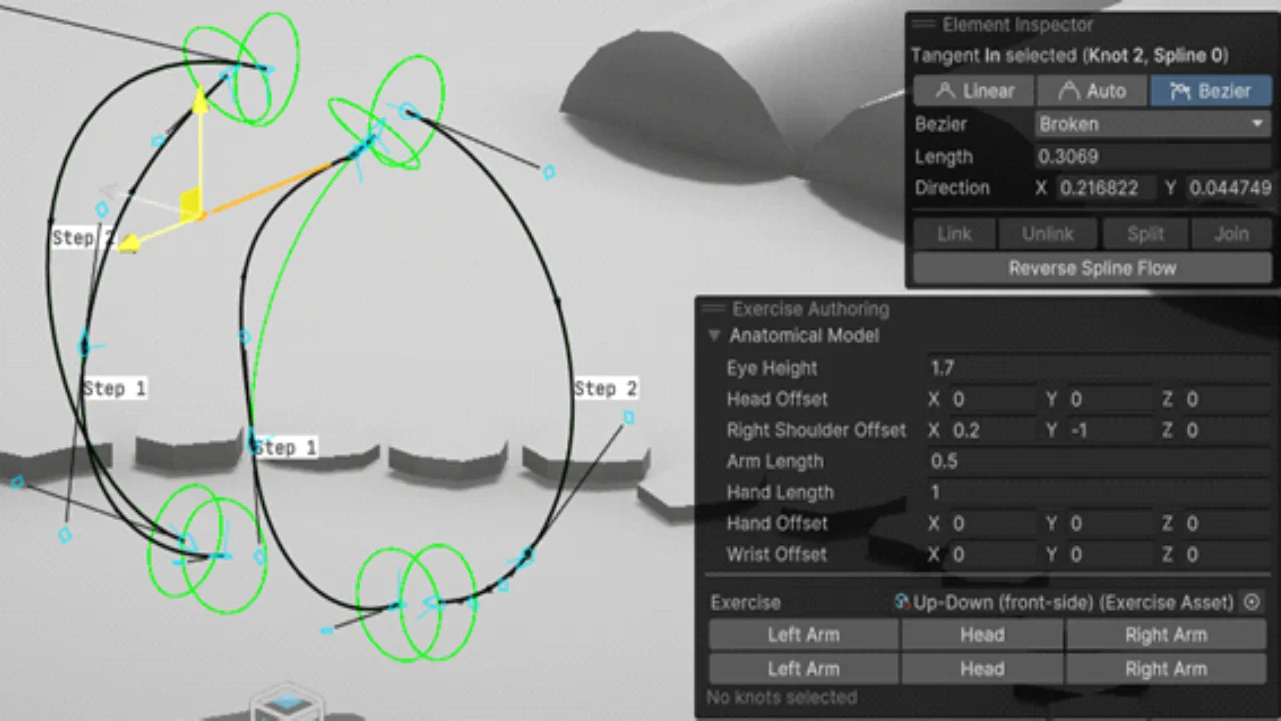 Element Inspector
Tangent In selected (Knot 2, Spline 0)
Linear Auto Bezier
Bezier Broken
Length 0.3069
Direction X 0.216822 Y 0.044749
Link Unlink Split Join
Reverse Spline Flow
Step 2
Step 1
Step 1
Step 2
Exercise Authoring
Anatomical Model
Eye Height 1.7
Head Offset X 0 Y 0 Z 0
Right Shoulder Offset X 0.2 Y -1 Z 0
Arm Length 0.5
Hand Length 1
Hand Offset X 0 Y 0 Z 0
Wrist Offset X 0 Y 0 Z 0
Exercise Up-Down (front-side) (Exercise Asset)
Left Arm Head Right Arm
Left Arm Head Right Arm
No knots selected